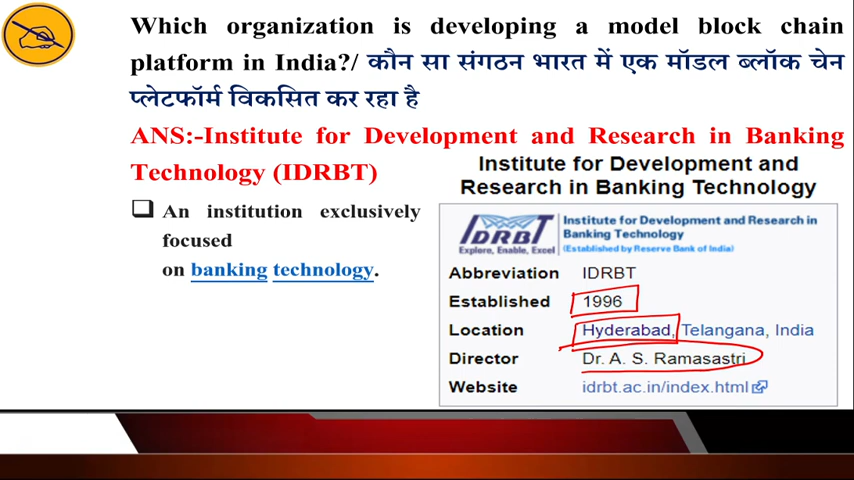 Which organization is developing a model block chain
platform in India?/ कौन सा संगठन भारत में एक मॉडल ब्लॉक चेन
प्लेटफॉर्म विकसित कर रहा है
ANS:-Institute for Development and Research in Banking
Technology (IDRBT)
An institution exclusively
focused
on banking technology.
Institute for Development and
Research in Banking Technology
IDRBT
Explore, Enable, Excel
Institute for Development and Research in
Banking Technology
(Established by Reserve Bank of India)
Abbreviation IDRBT
Established 1996
Location Hyderabad, Telangana, India
Director Dr. A. S. Ramasastri
Website idrbt.ac.in/index.html